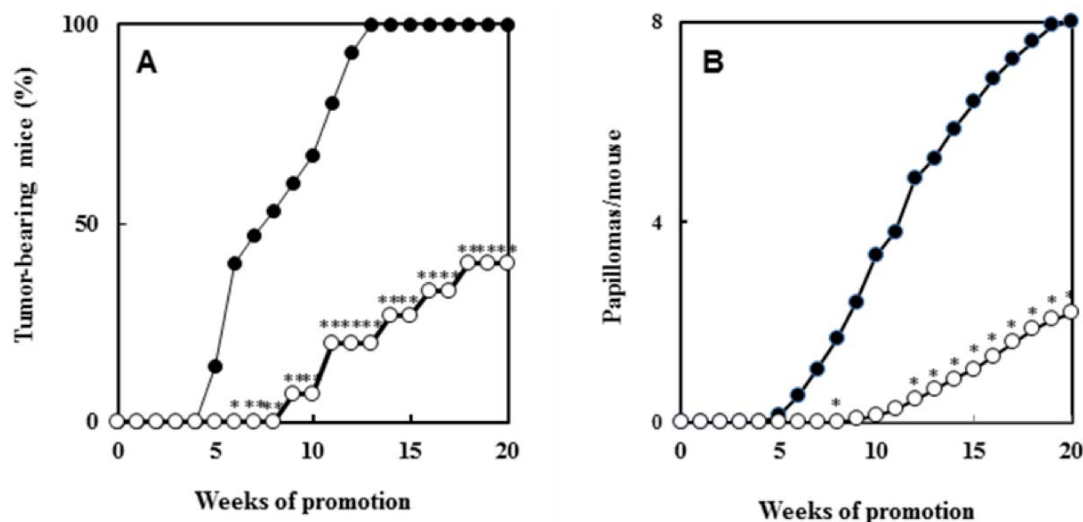 A
Tumor-bearing mice (%)
100
50
0
* ** ** ** ** ** ** ** ** ** ** ** ** ** **
0 5 10 15 20
Weeks of promotion
B
Papillomas/mouse
8
4
0
* * * * * * * * * *
0 5 10 15 20
Weeks of promotion